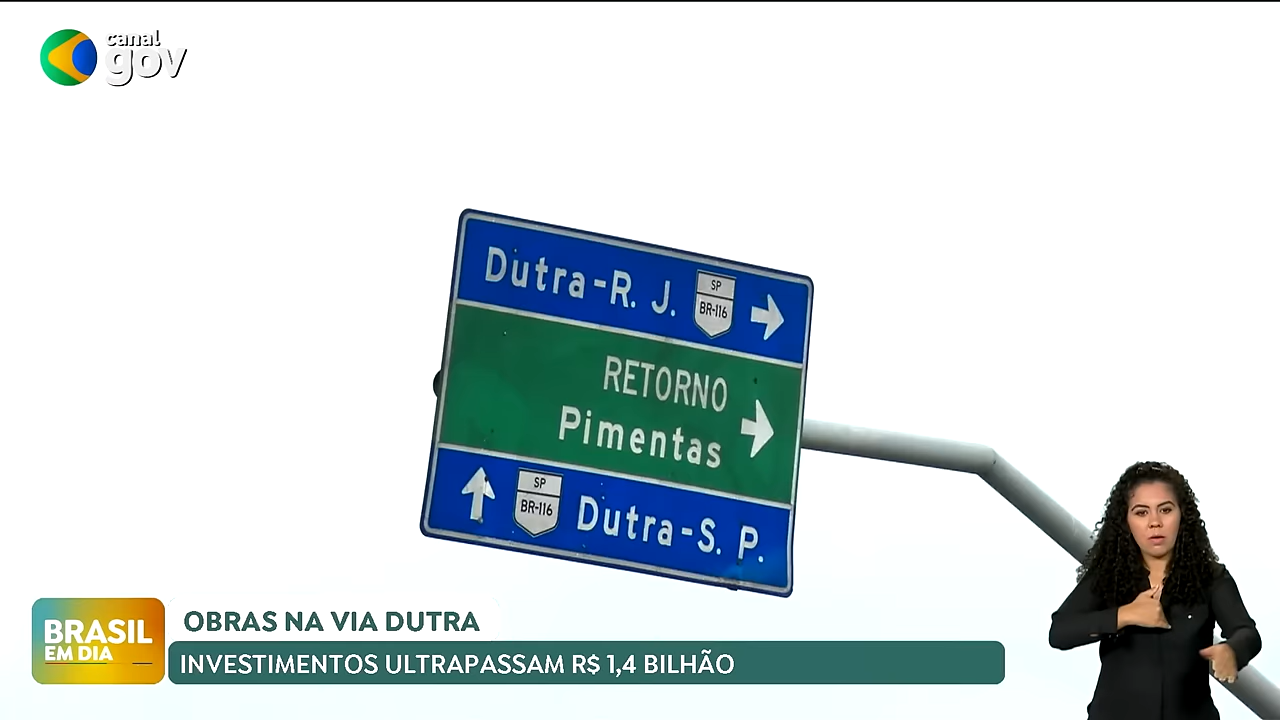 canal
gov
Dutra-R. J.
SP
BR-116
RETORNO
Pimentas
SP
BR-116
Dutra-S. P.
BRASIL
EM DIA
OBRAS NA VIA DUTRA
INVESTIMENTOS ULTRAPASSAM R$ 1,4 BILHÃO